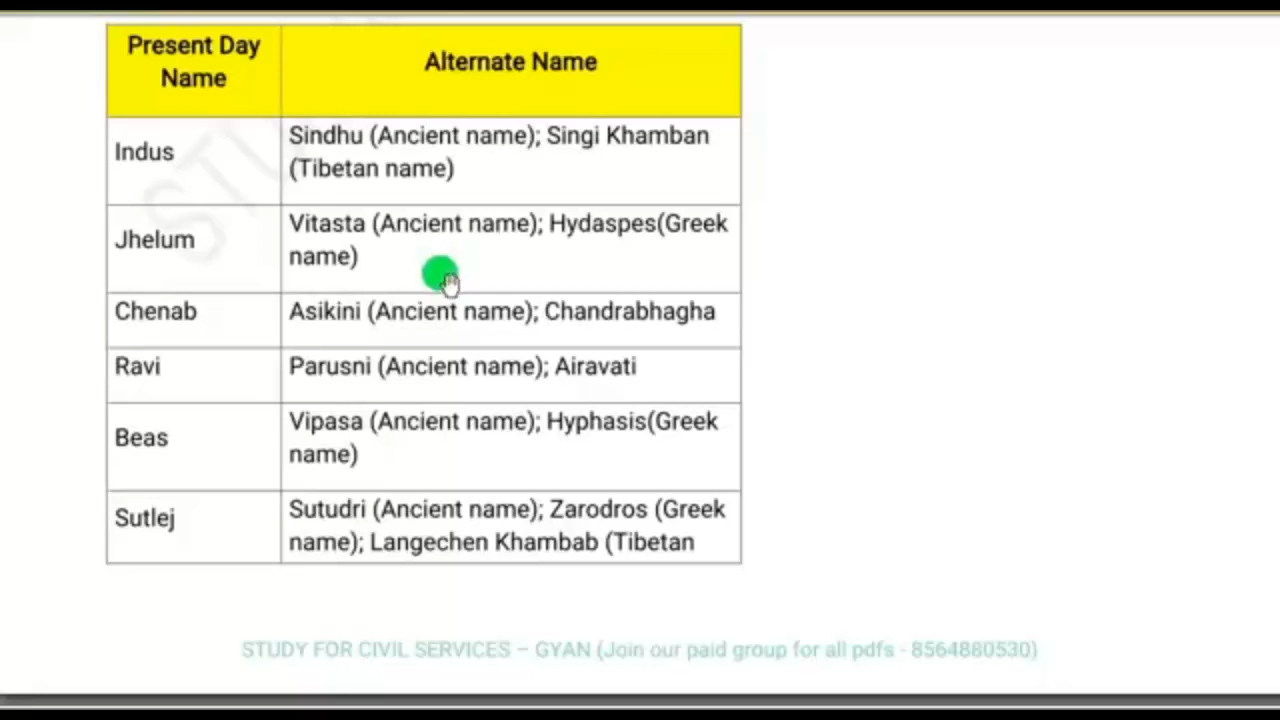 Present Day
Name
Alternate Name
Indus
Sindhu (Ancient name); Singi Khamban
(Tibetan name)
Jhelum
Vitasta (Ancient name); Hydaspes(Greek
name)
Chenab
Asikini (Ancient name); Chandrabhagha
Ravi
Parusni (Ancient name); Airavati
Beas
Vipasa (Ancient name); Hyphasis(Greek
name)
Sutlej
Sutudri (Ancient name); Zarodros (Greek
name); Langechen Khambab (Tibetan
STUDY FOR CIVIL SERVICES – GYAN (Join our paid group for all pdfs - 8564880530)